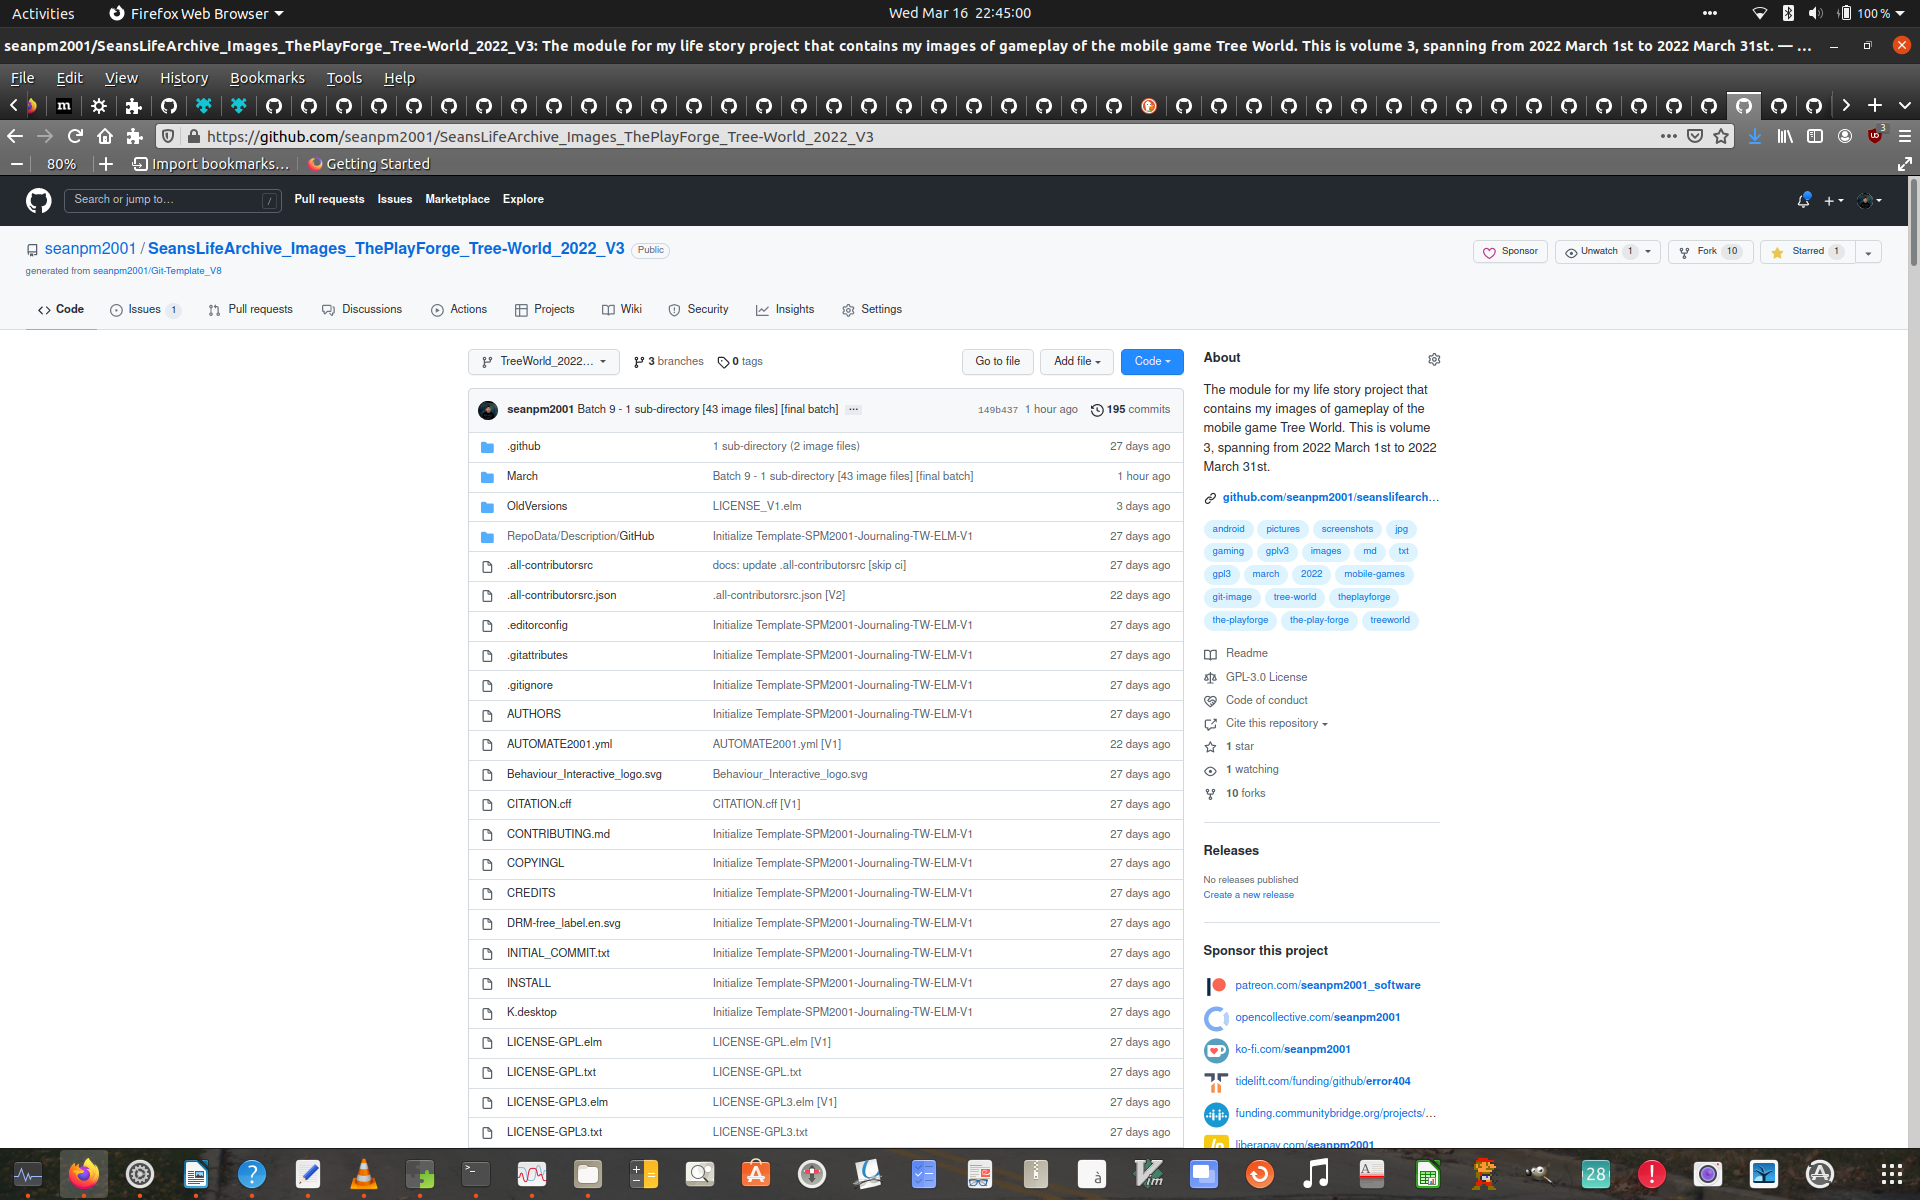 Activities
Firefox Web Browser
Wed Mar 16  22:45:00
100 %
seanpm2001/SeansLifeArchive_Images_ThePlayForge_Tree-World_2022_V3: The module for my life story project that contains my images of gameplay of the mobile game Tree World. This is volume 3, spanning from 2022 March 1st to 2022 March 31st. — ...
File Edit View History Bookmarks Tools Help
https://github.com/seanpm2001/SeansLifeArchive_Images_ThePlayForge_Tree-World_2022_V3
3
80%
Import bookmarks...
Getting Started
Search or jump to...
/
Pull requests Issues Marketplace Explore
seanpm2001 / SeansLifeArchive_Images_ThePlayForge_Tree-World_2022_V3 Public
generated from seanpm2001/Git-Template_V8
Sponsor
Unwatch 1
Fork 10
Starred 1
Code
Issues 1
Pull requests
Discussions
Actions
Projects
Wiki
Security
Insights
Settings
TreeWorld_2022...
3 branches
0 tags
Go to file
Add file
Code
seanpm2001 Batch 9 - 1 sub-directory [43 image files] [final batch] ... 149b437 1 hour ago 195 commits
.github 1 sub-directory (2 image files) 27 days ago
March Batch 9 - 1 sub-directory [43 image files] [final batch] 1 hour ago
OldVersions LICENSE_V1.elm 3 days ago
RepoData/Description/GitHub Initialize Template-SPM2001-Journaling-TW-ELM-V1 27 days ago
.all-contributorsrc docs: update .all-contributorsrc [skip ci] 27 days ago
.all-contributorsrc.json .all-contributorsrc.json [V2] 22 days ago
.editorconfig Initialize Template-SPM2001-Journaling-TW-ELM-V1 27 days ago
.gitattributes Initialize Template-SPM2001-Journaling-TW-ELM-V1 27 days ago
.gitignore Initialize Template-SPM2001-Journaling-TW-ELM-V1 27 days ago
AUTHORS Initialize Template-SPM2001-Journaling-TW-ELM-V1 27 days ago
AUTOMATE2001.yml AUTOMATE2001.yml [V1] 22 days ago
Behaviour_Interactive_logo.svg Behaviour_Interactive_logo.svg 27 days ago
CITATION.cff CITATION.cff [V1] 27 days ago
CONTRIBUTING.md Initialize Template-SPM2001-Journaling-TW-ELM-V1 27 days ago
COPYINGL Initialize Template-SPM2001-Journaling-TW-ELM-V1 27 days ago
CREDITS Initialize Template-SPM2001-Journaling-TW-ELM-V1 27 days ago
DRM-free_label.en.svg Initialize Template-SPM2001-Journaling-TW-ELM-V1 27 days ago
INITIAL_COMMIT.txt Initialize Template-SPM2001-Journaling-TW-ELM-V1 27 days ago
INSTALL Initialize Template-SPM2001-Journaling-TW-ELM-V1 27 days ago
K.desktop Initialize Template-SPM2001-Journaling-TW-ELM-V1 27 days ago
LICENSE-GPL.elm LICENSE-GPL.elm [V1] 27 days ago
LICENSE-GPL.txt LICENSE-GPL.txt 27 days ago
LICENSE-GPL3.elm LICENSE-GPL3.elm [V1] 27 days ago
LICENSE-GPL3.txt LICENSE-GPL3.txt 27 days ago
About
The module for my life story project that
contains my images of gameplay of the
mobile game Tree World. This is volume
3, spanning from 2022 March 1st to 2022
March 31st.
github.com/seanpm2001/seanslifearch...
android pictures screenshots jpg
gaming gplv3 images md txt
gpl3 march 2022 mobile-games
git-image tree-world theplayforge
the-playforge the-play-forge treeworld
Readme
GPL-3.0 License
Code of conduct
Cite this repository
1 star
1 watching
10 forks
Releases
No releases published
Create a new release
Sponsor this project
patreon.com/seanpm2001_software
opencollective.com/seanpm2001
ko-fi.com/seanpm2001
tidelift.com/funding/github/error404
funding.communitybridge.org/projects/...
liberapay.com/seanpm2001
28